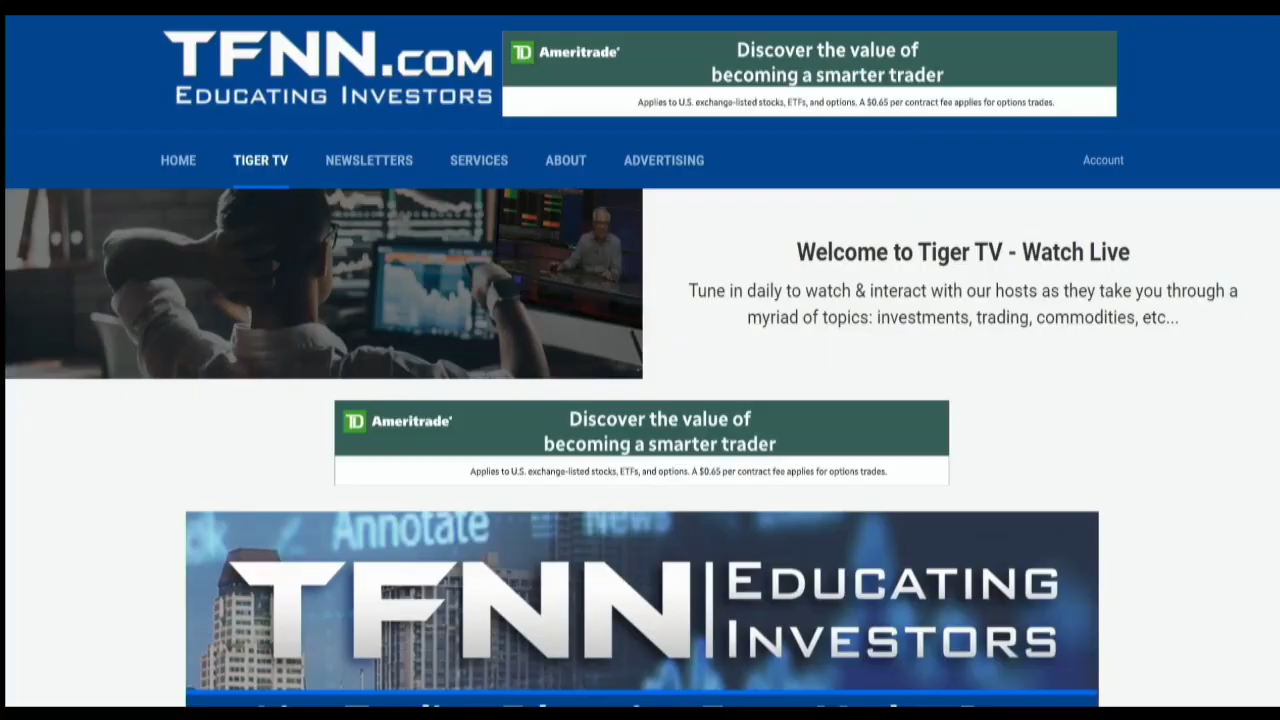 TFNN.COM
EDUCATING INVESTORS
TD Ameritrade
Discover the value of
becoming a smarter trader
Applies to U.S. exchange-listed stocks, ETFs, and options. A $0.65 per contract fee applies for options trades.
HOME TIGER TV NEWSLETTERS SERVICES ABOUT ADVERTISING Account
Welcome to Tiger TV - Watch Live
Tune in daily to watch & interact with our hosts as they take you through a
myriad of topics: investments, trading, commodities, etc...
TD Ameritrade
Discover the value of
becoming a smarter trader
Applies to U.S. exchange-listed stocks, ETFs, and options. A $0.65 per contract fee applies for options trades.
Annotate News
TFNN EDUCATING
INVESTORS